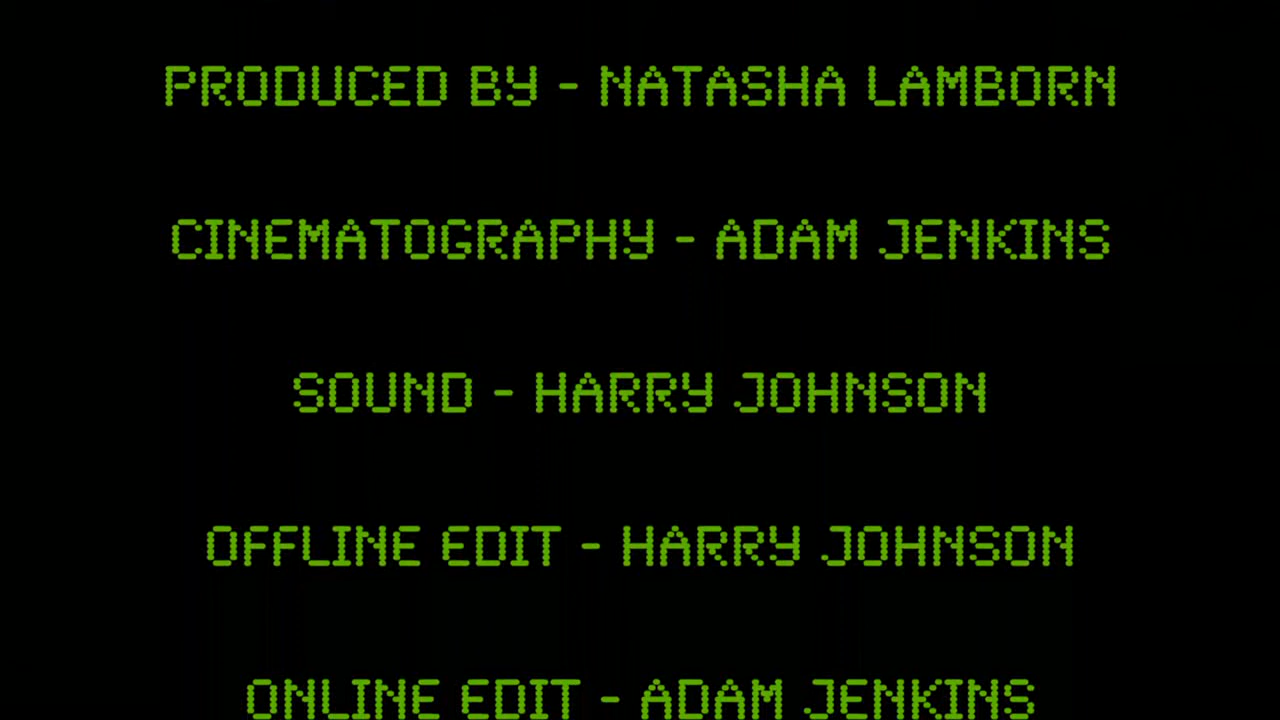 PRODUCED BY - NATASHA LAMBORN
CINEMATOGRAPHY - ADAM JENKINS
SOUND - HARRY JOHNSON
OFFLINE EDIT - HARRY JOHNSON
ONLINE EDIT - ADAM JENKINS